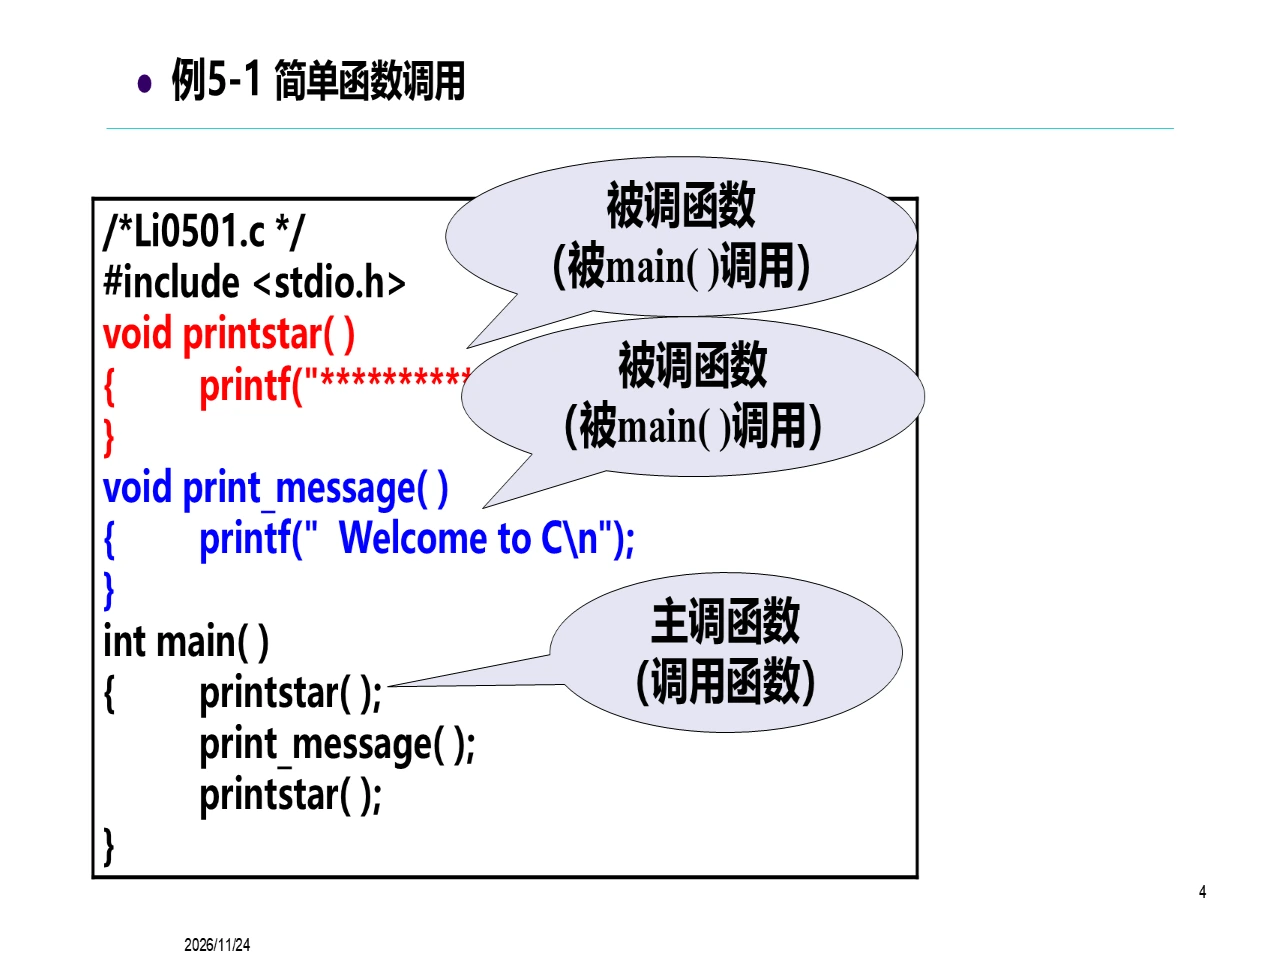 例5-1 简单函数调用
被调函数
(被main( )调用)
/*Li0501.c */
#include <stdio.h>
void printstar( )
{ printf("**********
}
被调函数
(被main( )调用)
void print_message( )
{ printf("  Welcome to C\n");
}
int main( )
{ printstar( );
print_message( );
printstar( );
}
主调函数
(调用函数)
4
2026/11/24